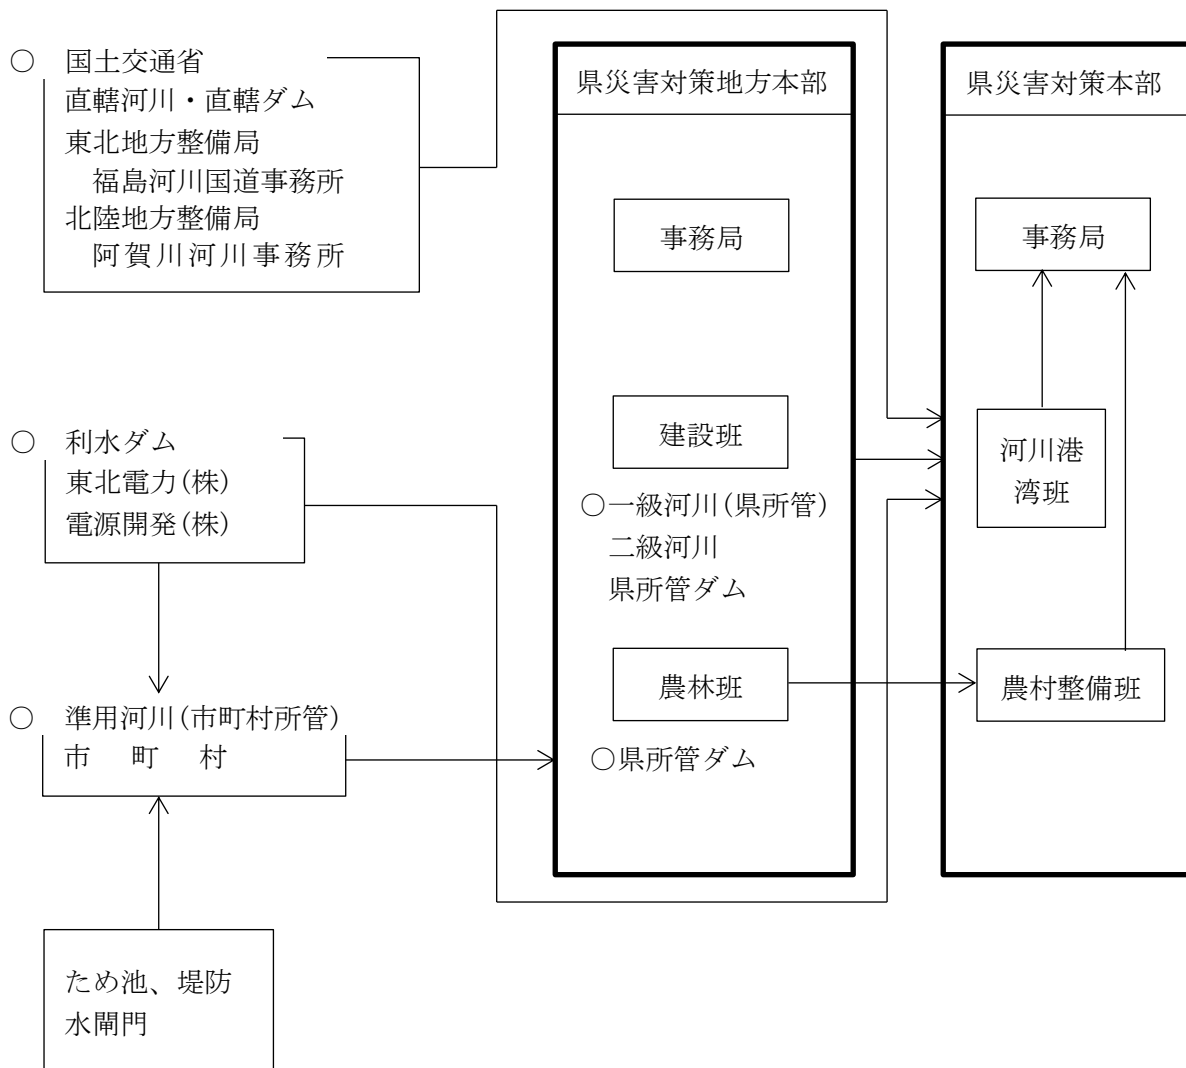 ○ 国土交通省
直轄河川・直轄ダム
東北地方整備局
福島河川国道事務所
北陸地方整備局
阿賀川河川事務所
○ 利水ダム
東北電力(株)
電源開発(株)
○ 準用河川(市町村所管)
市 町 村
ため池、堤防
水閘門
県災害対策地方本部
事務局
建設班
○一級河川(県所管)
二級河川
県所管ダム
農林班
○県所管ダム
県災害対策本部
事務局
河川港
湾班
農村整備班